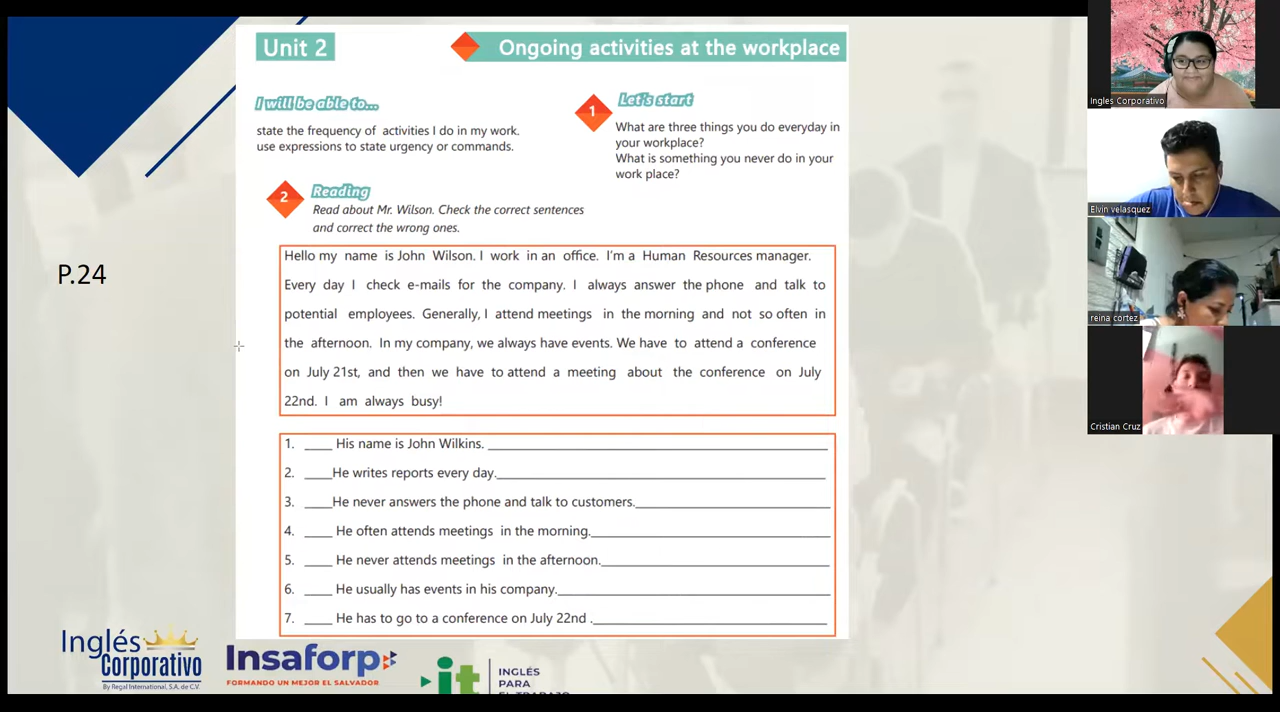 Unit 2
Ongoing activities at the workplace
I will be able to...
state the frequency of activities I do in my work.
use expressions to state urgency or commands.
1
Let's start
What are three things you do everyday in
your workplace?
What is something you never do in your
work place?
2
Reading
Read about Mr. Wilson. Check the correct sentences
and correct the wrong ones.
P.24
Hello my name is John Wilson. I work in an office. I'm a Human Resources manager.
Every day I check e-mails for the company. I always answer the phone and talk to
potential employees. Generally, I attend meetings in the morning and not so often in
the afternoon. In my company, we always have events. We have to attend a conference
on July 21st, and then we have to attend a meeting about the conference on July
22nd. I am always busy!
1. ____ His name is John Wilkins. ____
2. ____He writes reports every day.____
3. ____He never answers the phone and talk to customers.____
4. ____ He often attends meetings in the morning.____
5. ____ He never attends meetings in the afternoon.____
6. ____ He usually has events in his company.____
7. ____ He has to go to a conference on July 22nd .____
Inglés
Corporativo
By Regal International, S.A. de C.V.
Insaforp
FORMANDO UN MEJOR EL SALVADOR
it
INGLÉS
PARA
EL TRABAJO
Ingles Corporativo
Elvin velasquez
reina cortez
Cristian Cruz